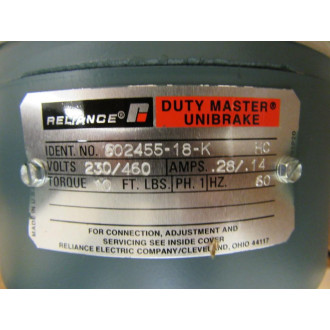 RELIANCE® DUTY MASTER®
UNIBRAKE
IDENT. NO. 602455-18-K HC
VOLTS 230/460 AMPS. .28/.14
TORQUE FT. LBS. PH. 1 HZ. 60
FOR CONNECTION, ADJUSTMENT AND
SERVICING SEE INSIDE COVER
RELIANCE ELECTRIC COMPANY/CLEVELAND, OHIO 44117